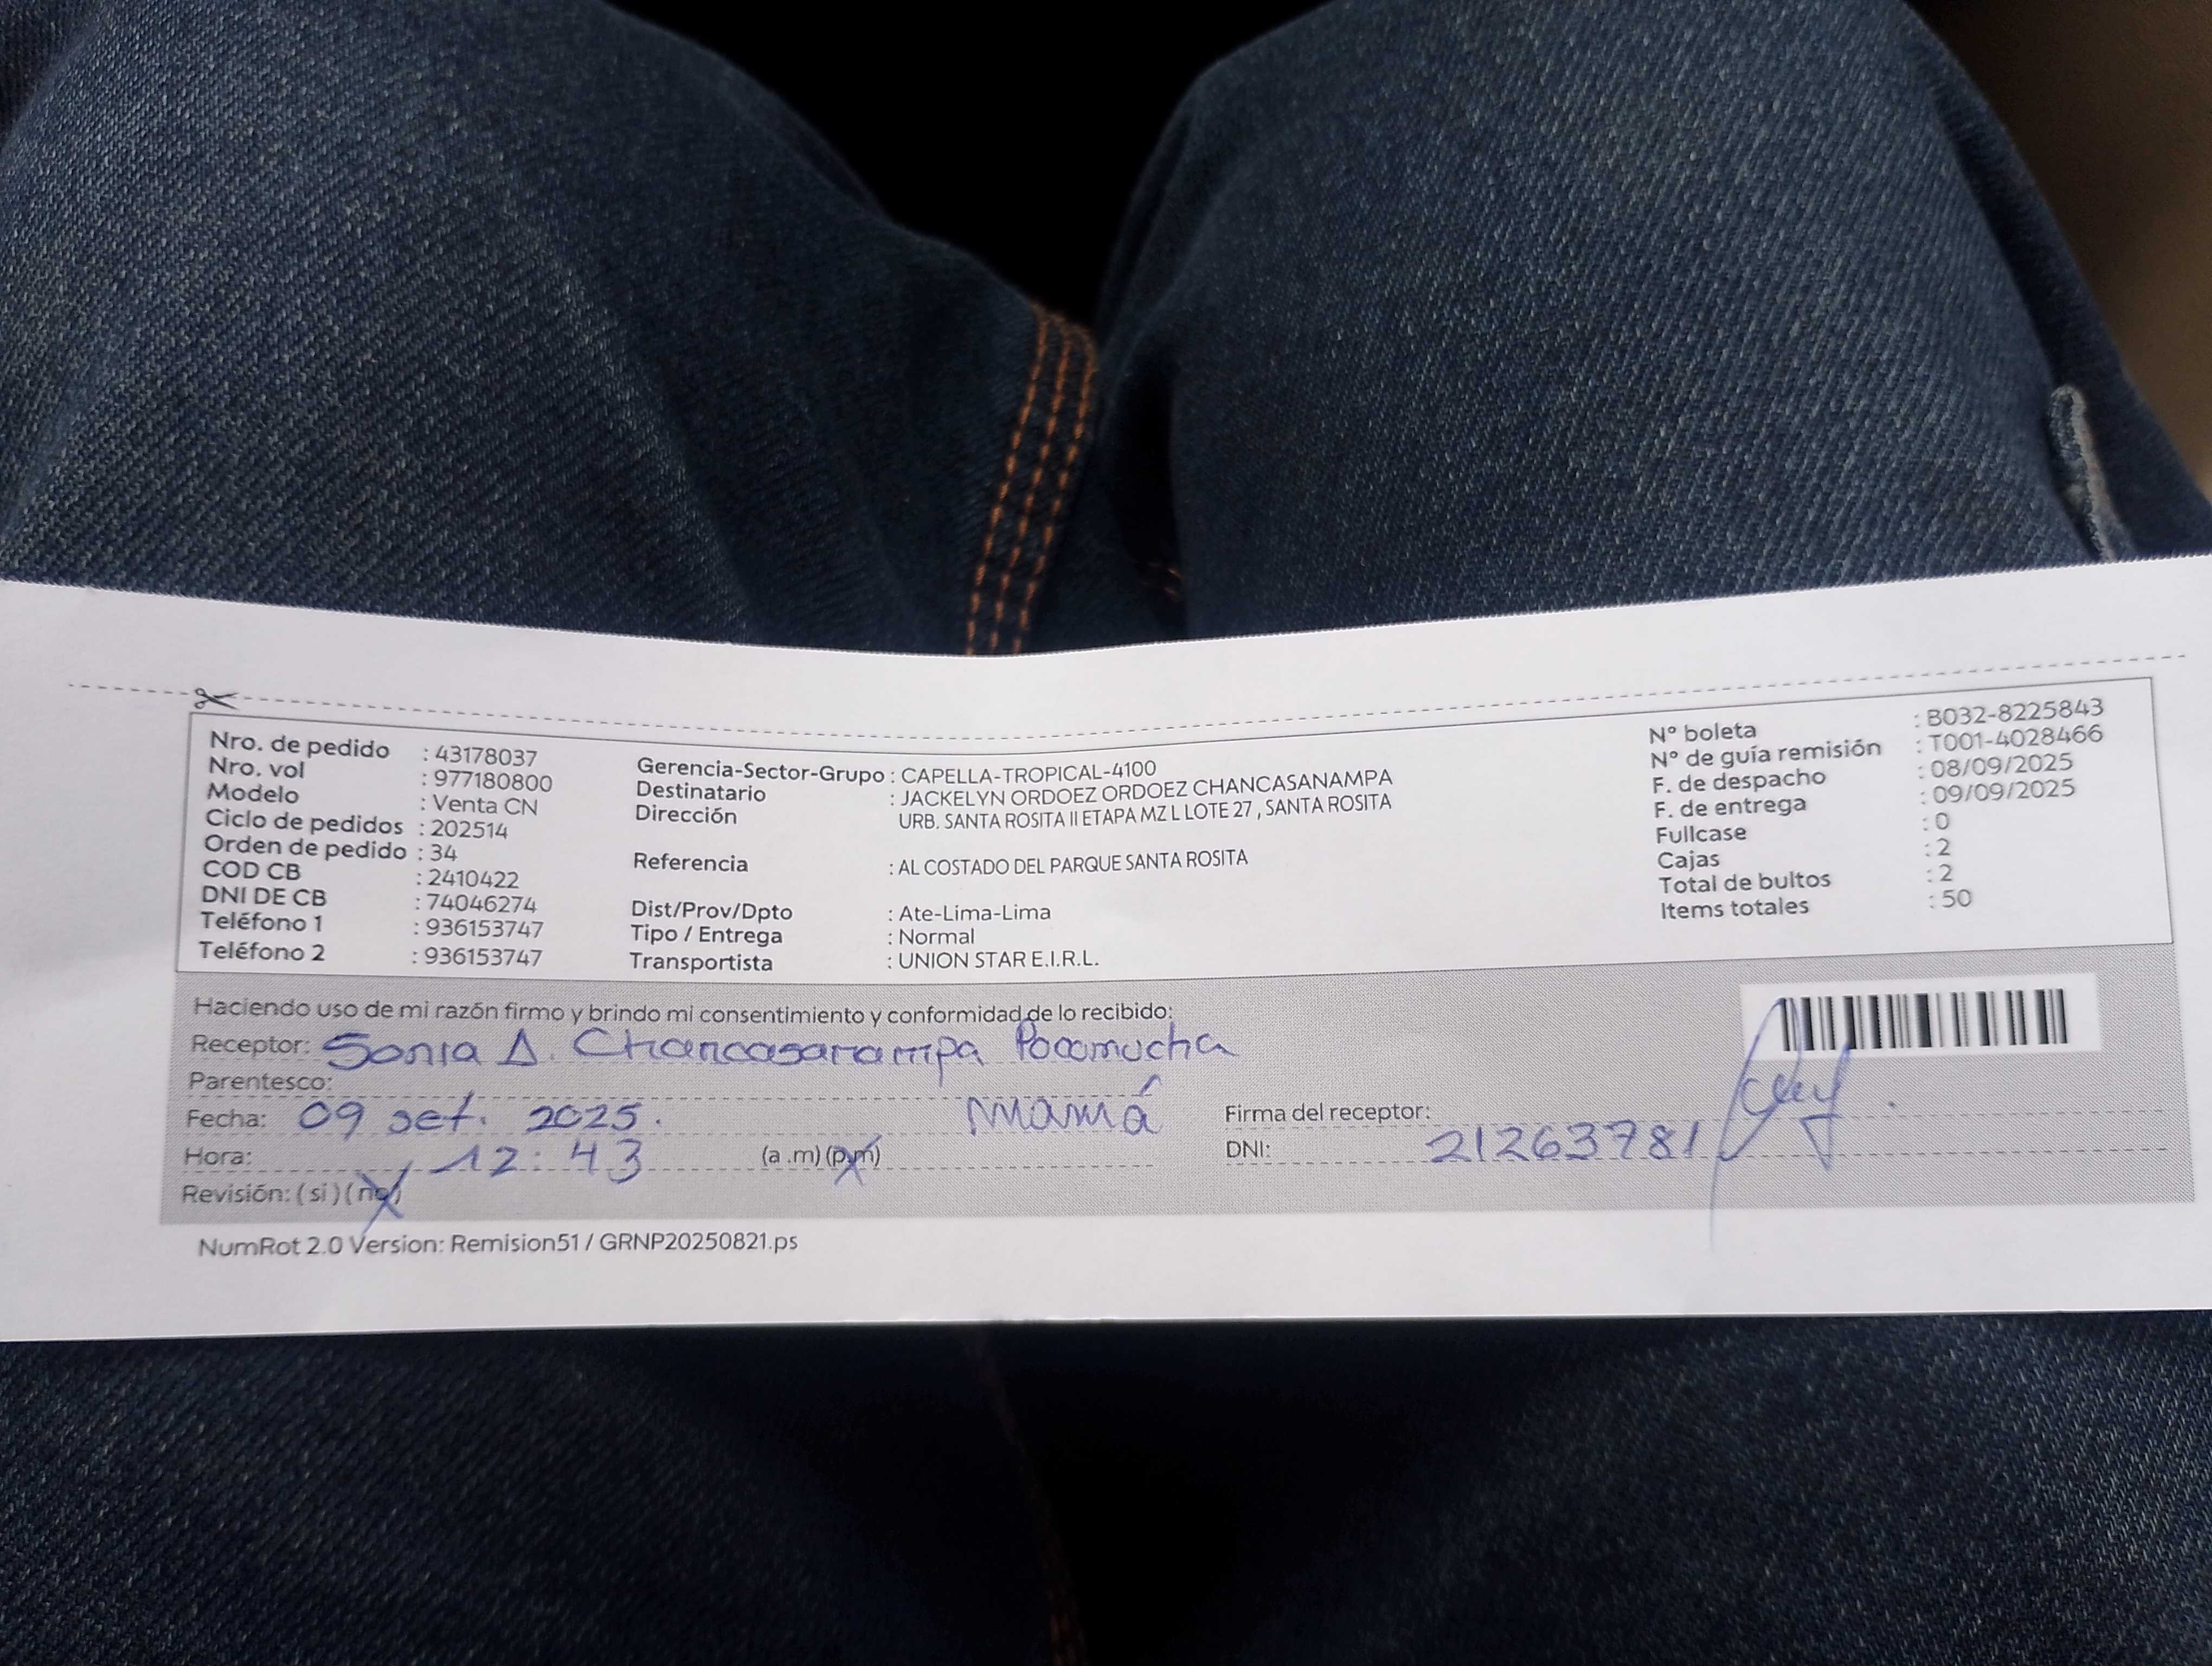 Nro. de pedido : 43178037
Nro. vol : 977180800
Modelo : Venta CN
Ciclo de pedidos : 202514
Orden de pedido : 34
COD CB : 2410422
DNI DE CB : 74046274
Teléfono 1 : 936153747
Teléfono 2 : 936153747
Gerencia-Sector-Grupo : CAPELLA-TROPICAL-4100
Destinatario : JACKELYN ORDOEZ ORDOEZ CHANCASANAMPA
Dirección URB. SANTA ROSITA II ETAPA MZ L LOTE 27 , SANTA ROSITA
Referencia : AL COSTADO DEL PARQUE SANTA ROSITA
Dist/Prov/Dpto : Ate-Lima-Lima
Tipo / Entrega : Normal
Transportista : UNION STAR E.I.R.L.
N° boleta : B032-8225843
N° de guía remisión : T001-4028466
F. de despacho : 08/09/2025
F. de entrega : 09/09/2025
Fullcase : 0
Cajas : 2
Total de bultos : 2
Items totales : 50
Haciendo uso de mi razón firmo y brindo mi consentimiento y conformidad de lo recibido:
Receptor: Sonia Chancasanampa Pocomucha
Parentesco: mamá
Fecha: 09 set. 2025.
Hora: 12:43 (a .m) (p.m)
Revisión: ( si ) ( no )
Firma del receptor:
DNI: 21263781
NumRot 2.0 Version: Remision51 / GRNP20250821.ps